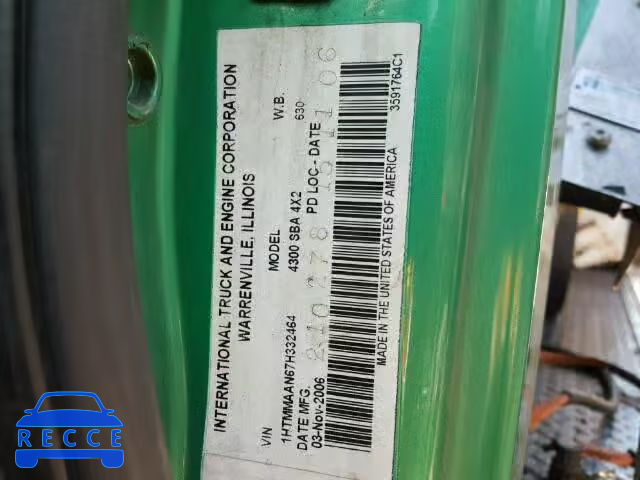 INTERNATIONAL TRUCK AND ENGINE CORPORATION
WARRENVILLE, ILLINOIS
VIN MODEL W.B.
1HTMMAAN67H332464 4300 SBA 4X2 630
DATE MFG. PD LOC - DATE
03-Nov-2006
MADE IN UNITED STATES OF AMERICA 3591764C1
RECCE